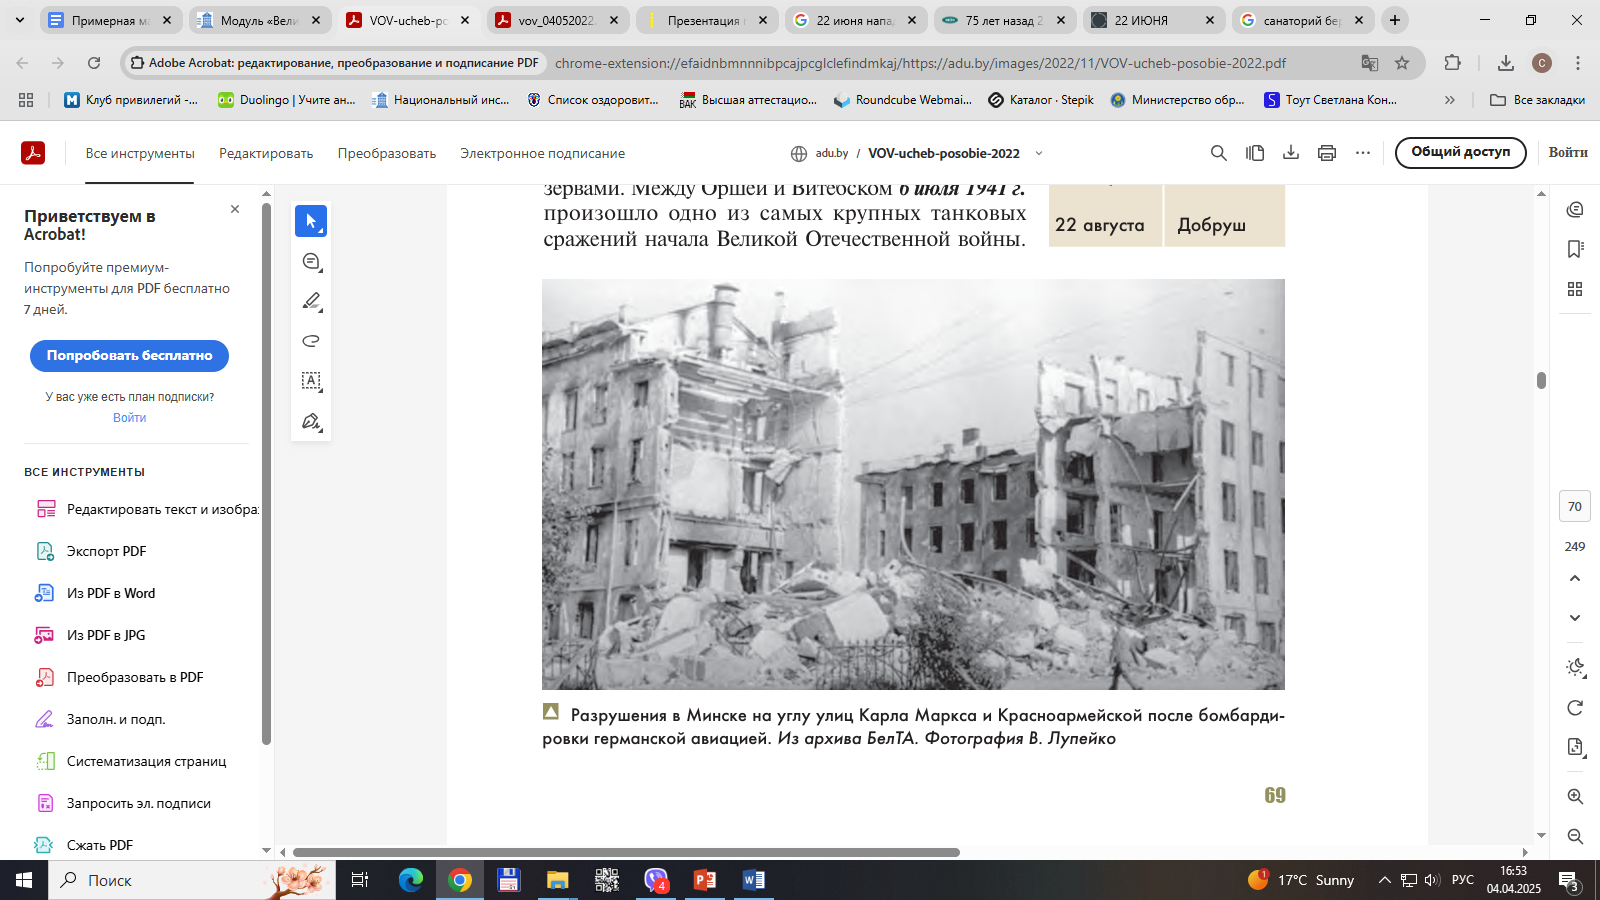 Примерная ма
Модуль «Вели
VOV-ucheb-po
vov_04052022.
Презентация п
22 июня напад
75 лет назад 2
22 ИЮНЯ
санаторий бер
Adobe Acrobat: редактирование, преобразование и подписание PDF
chrome-extension://efaidnbmnnnibpcajpcglclefindmkaj/https://adu.by/images/2022/11/VOV-ucheb-posobie-2022.pdf
C
Клуб привилегий -...
Duolingo | Учите ан...
Национальный инс...
Список оздоровит...
Высшая аттестацио...
Roundcube Webmai...
Каталог · Stepik
Министерство обр...
Тоут Светлана Кон...
Все закладки
Все инструменты
Редактировать
Преобразовать
Электронное подписание
adu.by / VOV-ucheb-posobie-2022
Общий доступ
Войти
Приветствуем в
Acrobat!
Попробуйте премиум-
инструменты для PDF бесплатно
7 дней.
Попробовать бесплатно
У вас уже есть план подписки?
Войти
ВСЕ ИНСТРУМЕНТЫ
Редактировать текст и изобра
Экспорт PDF
Из PDF в Word
Из PDF в JPG
Преобразовать в PDF
Заполн. и подп.
Систематизация страниц
Запросить эл. подписи
Сжать PDF
зервами. Между Оршей и Витебском 6 июля 1941 г.
произошло одно из самых крупных танковых
сражений начала Великой Отечественной войны.
22 августа
Добруш
Разрушения в Минске на углу улиц Карла Маркса и Красноармейской после бомбарди-
ровки германской авиацией. Из архива БелТА. Фотография В. Лупейко
69
70
249
Поиск
4
1
17°C Sunny
РУС
16:53
04.04.2025
3